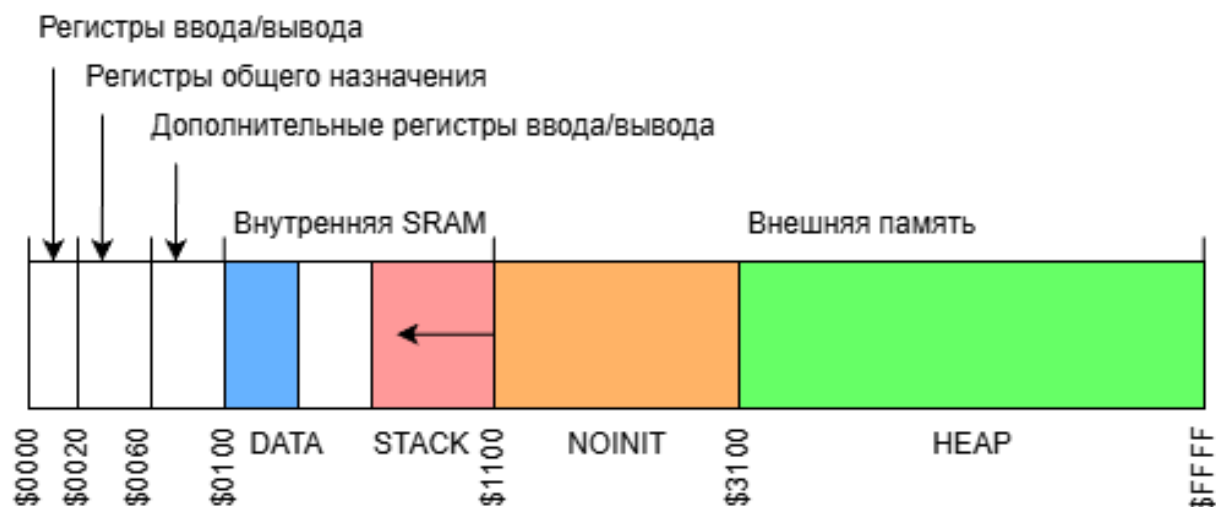 Регистры ввода/вывода
Регистры общего назначения
Дополнительные регистры ввода/вывода
Внутренняя SRAM
Внешняя память
DATA
STACK
NOINIT
HEAP
$0000
$0020
$0060
$0100
$1100
$3100
$FFFF